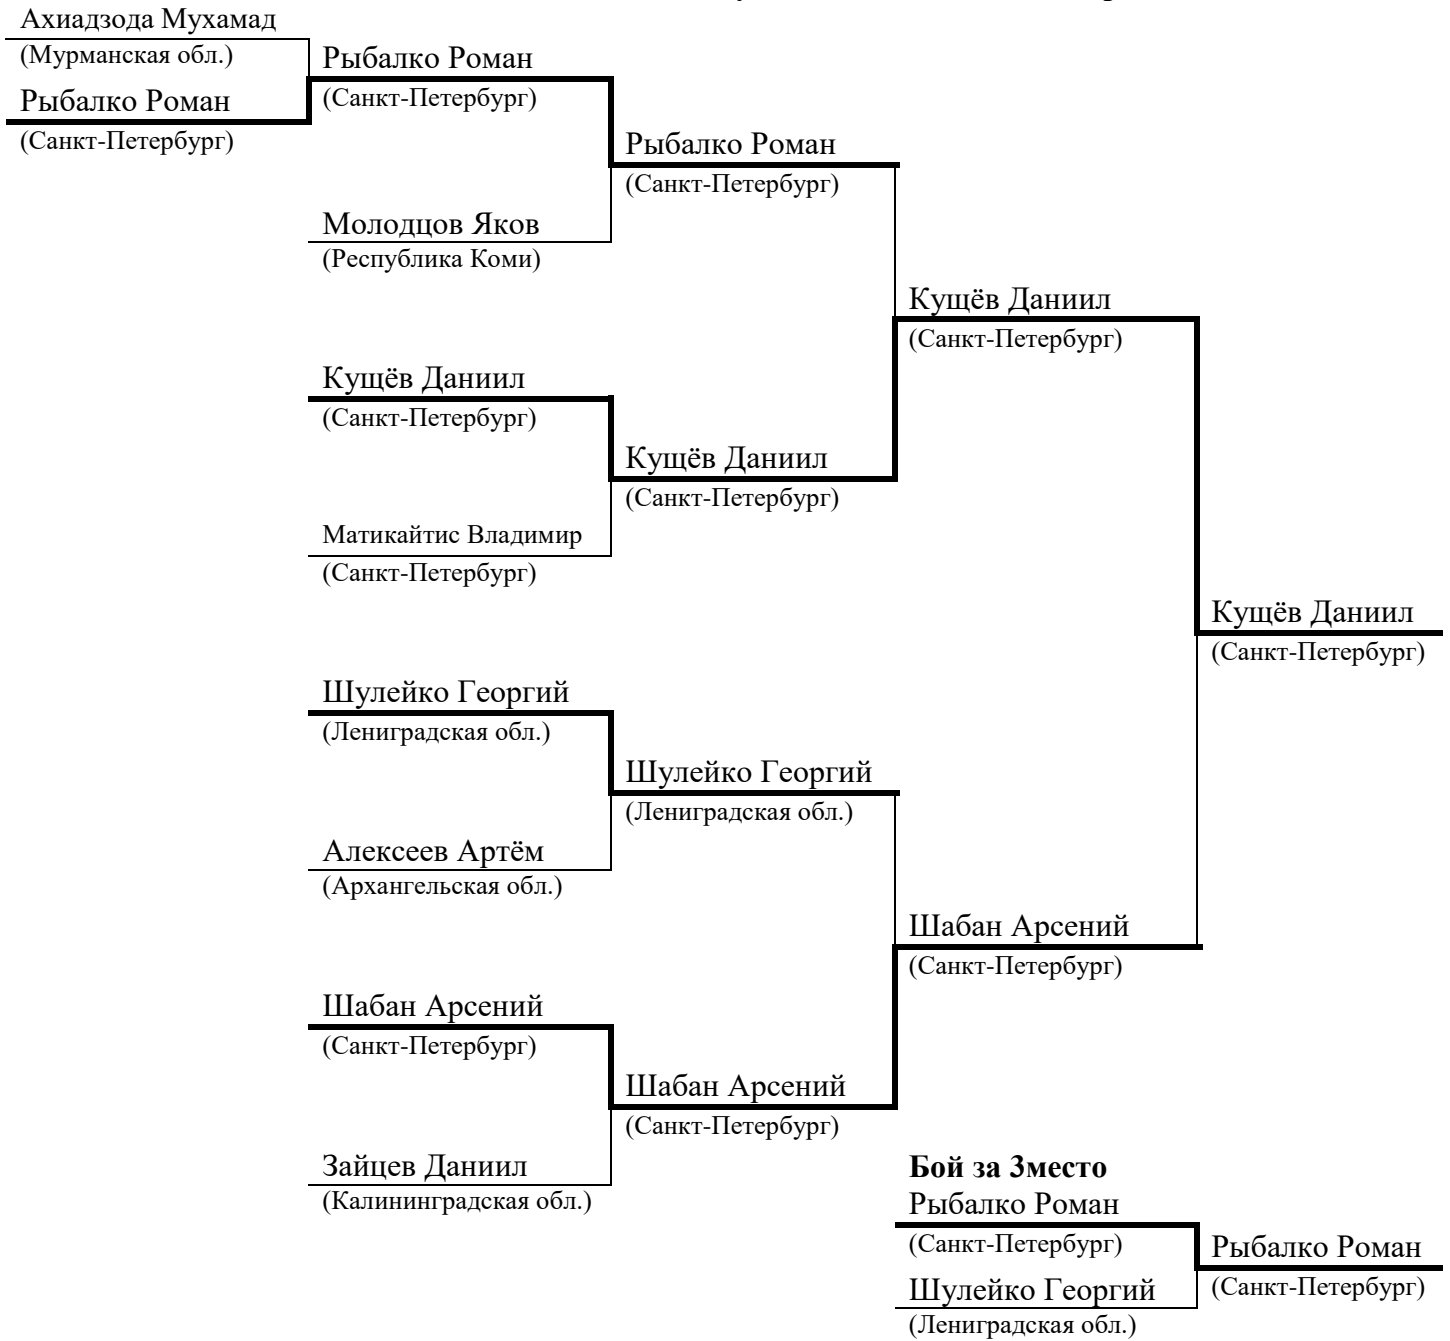 Ахиадзода Мухамад
(Мурманская обл.)
Рыбалко Роман
(Санкт-Петербург)
Рыбалко Роман
(Санкт-Петербург)
Молодцов Яков
(Республика Коми)
Кущёв Даниил
(Санкт-Петербург)
Матикайтис Владимир
(Санкт-Петербург)
Шулейко Георгий
(Лениградская обл.)
Алексеев Артём
(Архангельская обл.)
Шабан Арсений
(Санкт-Петербург)
Зайцев Даниил
(Калининградская обл.)
Рыбалко Роман
(Санкт-Петербург)
Кущёв Даниил
(Санкт-Петербург)
Шулейко Георгий
(Лениградская обл.)
Шабан Арсений
(Санкт-Петербург)
Кущёв Даниил
(Санкт-Петербург)
Шабан Арсений
(Санкт-Петербург)
Кущёв Даниил
(Санкт-Петербург)
Бой за 3место
Рыбалко Роман
(Санкт-Петербург)
Шулейко Георгий
(Лениградская обл.)
Рыбалко Роман
(Санкт-Петербург)